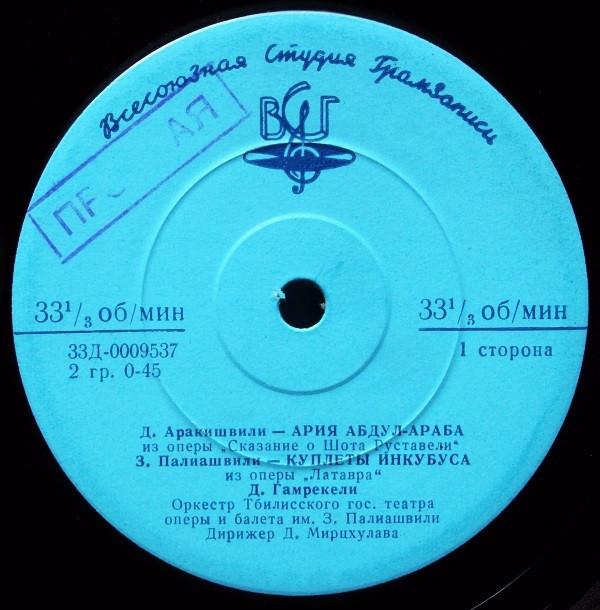 Всесоюзная Студия Грамзаписи
ВСГ
33¹/₃ об/мин
33¹/₃ об/мин
33Д-0009537
2 гр. 0-45
1 сторона
Д. Аракишвили — АРИЯ АБДУЛ-АРАБА
из оперы „Сказание о Шота Руставели“
З. Палиашвили — КУПЛЕТЫ ИНКУБУСА
из оперы „Латавра“
Д. Гамрекели
Оркестр Тбилисского гос. театра
оперы и балета им. З. Палиашвили
Дирижер Д. Мирцхулава